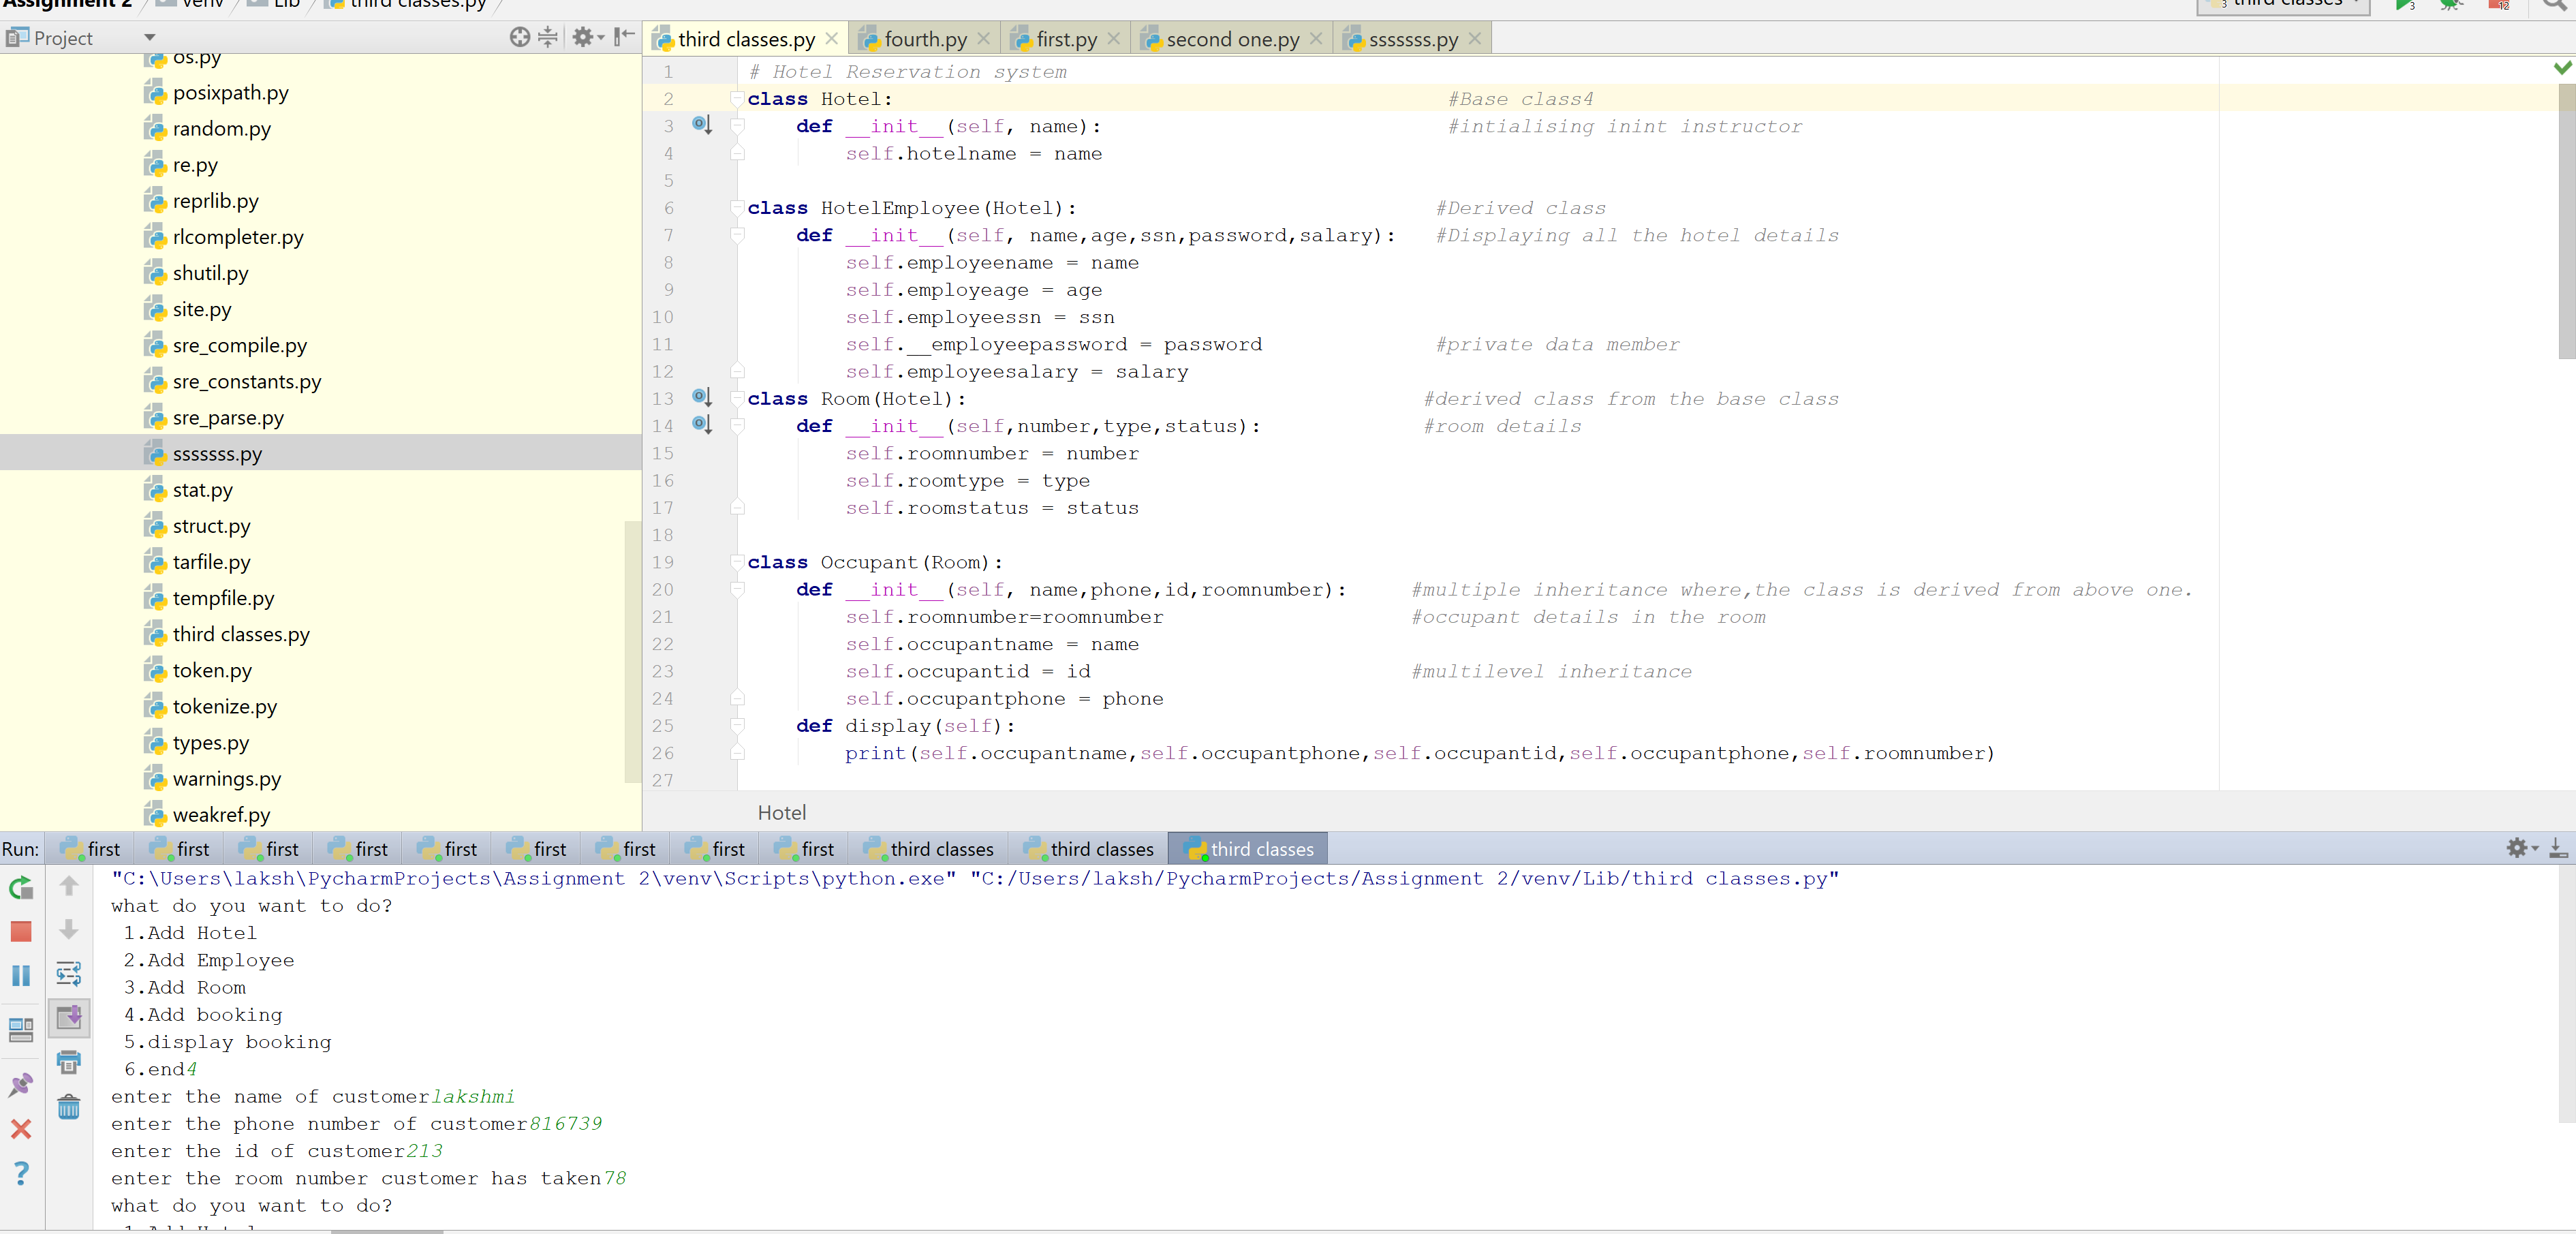 Assignment 2 venv Lib third classes.py
third classes
3
12
Project
third classes.py fourth.py first.py second one.py sssssss.py
os.py
posixpath.py
random.py
re.py
reprlib.py
rlcompleter.py
shutil.py
site.py
sre_compile.py
sre_constants.py
sre_parse.py
sssssss.py
stat.py
struct.py
tarfile.py
tempfile.py
third classes.py
token.py
tokenize.py
types.py
warnings.py
weakref.py
1 # Hotel Reservation system
2 class Hotel: #Base class4
3 def __init__(self, name): #intialising inint instructor
4 self.hotelname = name
5
6 class HotelEmployee(Hotel): #Derived class
7 def __init__(self, name,age,ssn,password,salary): #Displaying all the hotel details
8 self.employeename = name
9 self.employeage = age
10 self.employeessn = ssn
11 self.__employeepassword = password #private data member
12 self.employeesalary = salary
13 class Room(Hotel): #derived class from the base class
14 def __init__(self,number,type,status): #room details
15 self.roomnumber = number
16 self.roomtype = type
17 self.roomstatus = status
18
19 class Occupant(Room):
20 def __init__(self, name,phone,id,roomnumber): #multiple inheritance where,the class is derived from above one.
21 self.roomnumber=roomnumber #occupant details in the room
22 self.occupantname = name
23 self.occupantid = id #multilevel inheritance
24 self.occupantphone = phone
25 def display(self):
26 print(self.occupantname,self.occupantphone,self.occupantid,self.occupantphone,self.roomnumber)
27
Hotel
Run: first first first first first first first first first third classes third classes third classes
"C:\Users\laksh\PycharmProjects\Assignment 2\venv\Scripts\python.exe" "C:/Users/laksh/PycharmProjects/Assignment 2/venv/Lib/third classes.py"
what do you want to do?
1.Add Hotel
2.Add Employee
3.Add Room
4.Add booking
5.display booking
6.end4
enter the name of customerlakshmi
enter the phone number of customer816739
enter the id of customer213
enter the room number customer has taken78
what do you want to do?
1.Add Hotel